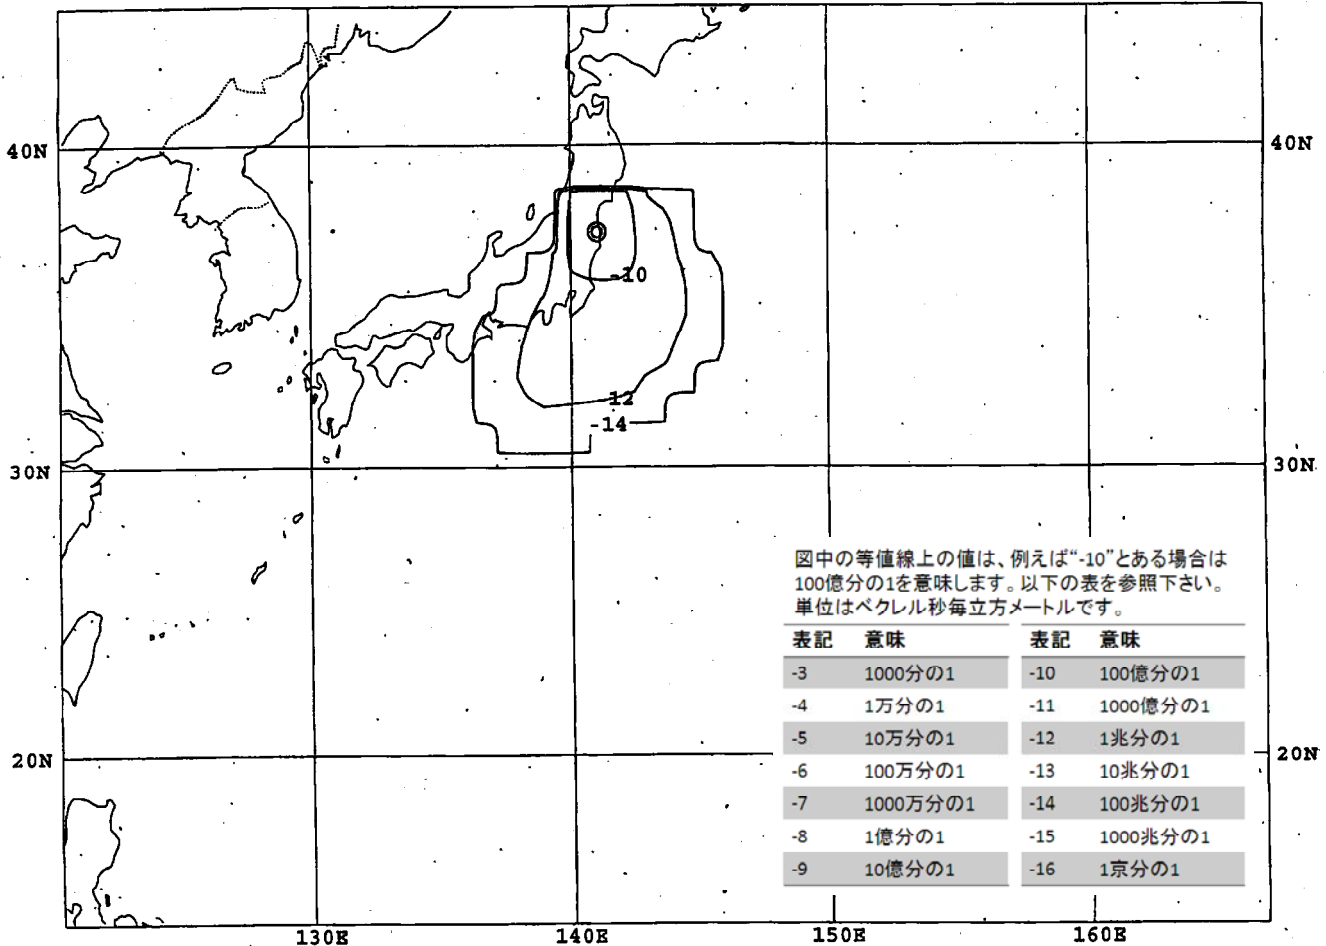 40N
40N
-10
12
-14
30N
30N
図中の等値線上の値は、例えば“-10”とある場合は
100億分の1を意味します。以下の表を参照下さい。
単位はベクレル秒毎立方メートルです。
表記 意味 表記 意味
-3 1000分の1 -10 100億分の1
-4 1万分の1 -11 1000億分の1
-5 10万分の1 -12 1兆分の1
-6 100万分の1 -13 10兆分の1
-7 1000万分の1 -14 100兆分の1
-8 1億分の1 -15 1000兆分の1
-9 10億分の1 -16 1京分の1
20N
20N
130E
140E
150E
160E